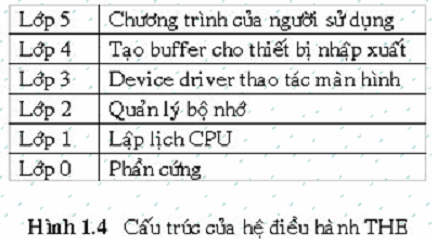 Lớp 5 Chương trình của người sử dụng
Lớp 4 Tạo buffer cho thiết bị nhập xuất
Lớp 3 Device driver thao tác màn hình
Lớp 2 Quản lý bộ nhớ
Lớp 1 Lập lịch CPU
Lớp 0 Phần cứng
Hình 1.4 Cấu trúc của hệ điều hành THE